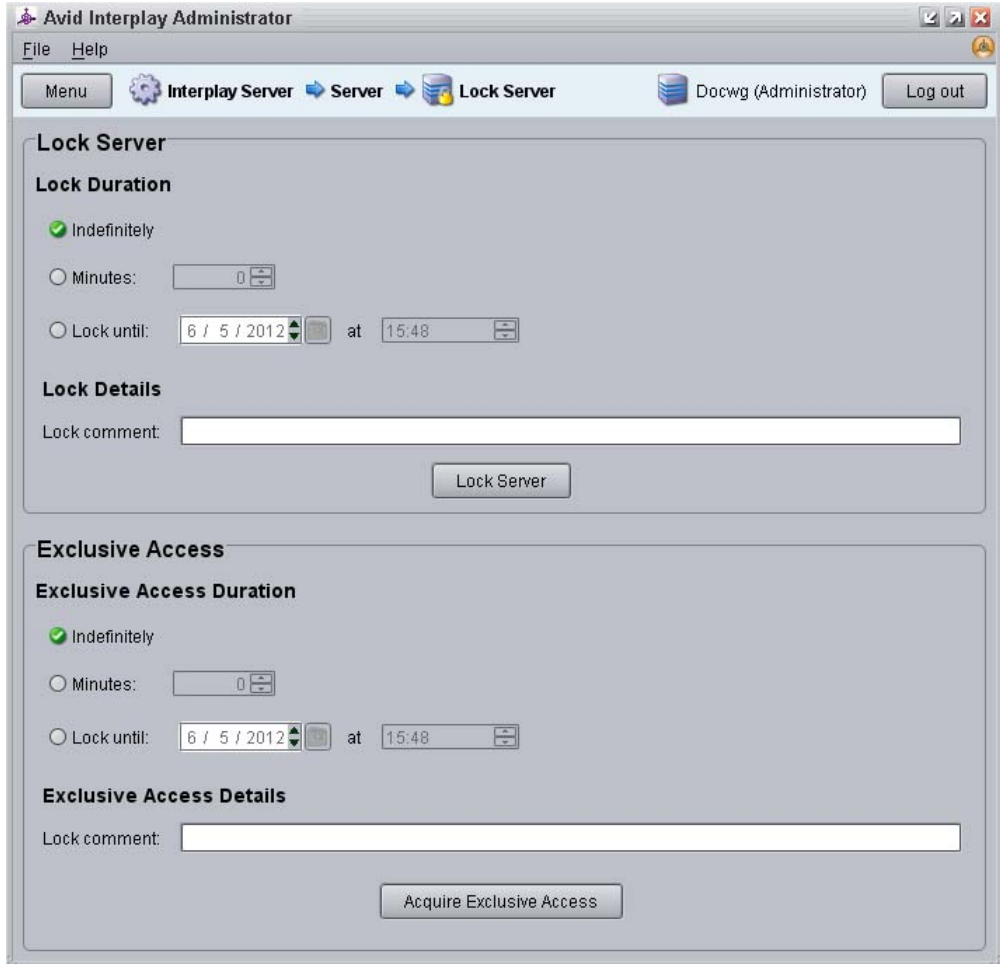 Avid Interplay Administrator
File Help
Menu Interplay Server Server Lock Server Docwg (Administrator) Log out
Lock Server
Lock Duration
Indefinitely
Minutes: 0
Lock until: 6 / 5 / 2012 at 15:48
Lock Details
Lock comment:
Lock Server
Exclusive Access
Exclusive Access Duration
Indefinitely
Minutes: 0
Lock until: 6 / 5 / 2012 at 15:48
Exclusive Access Details
Lock comment:
Acquire Exclusive Access